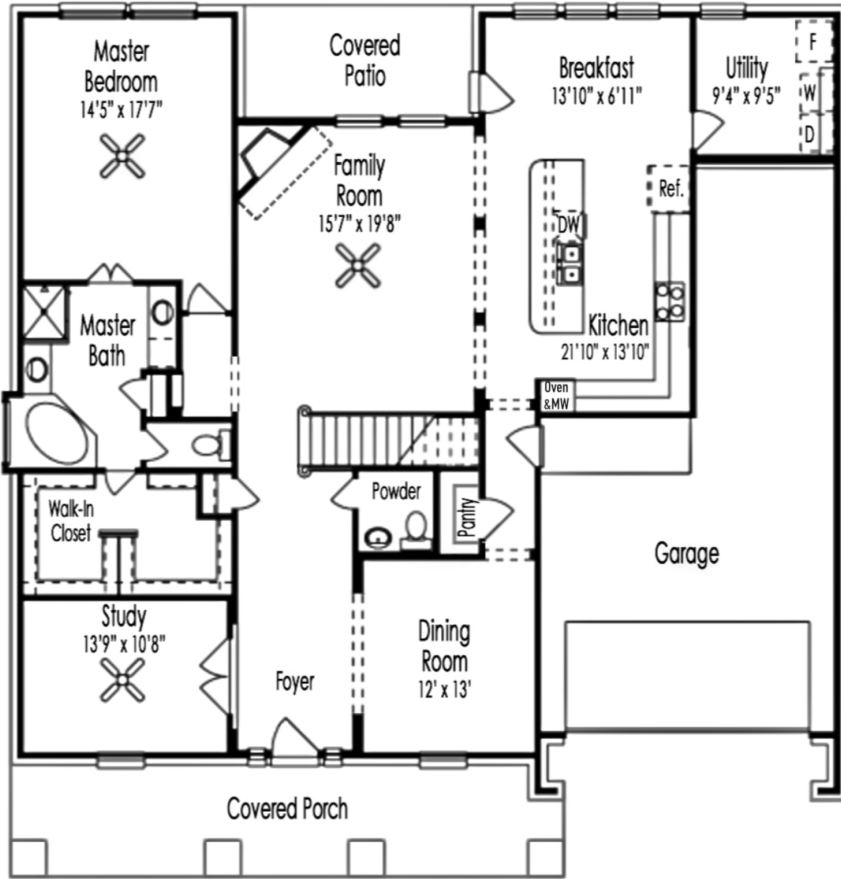 Master
Bedroom
14'5" x 17'7"
Covered
Patio
Breakfast
13'10" x 6'11"
Utility
9'4" x 9'5"
F
W
D
Family
Room
15'7" x 19'8"
Ref.
DW
Master
Bath
Kitchen
21'10" x 13'10"
Oven
&MW
Walk-In
Closet
Powder
Pantry
Garage
Study
13'9" x 10'8"
Foyer
Dining
Room
12' x 13'
Covered Porch